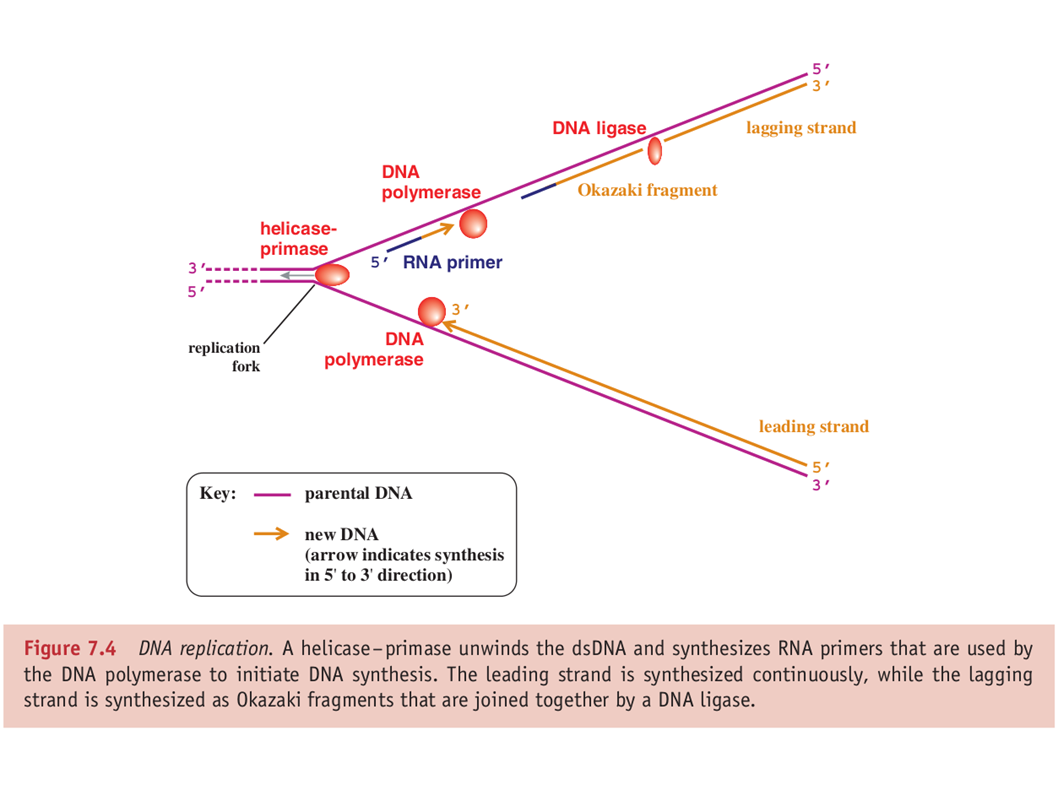 5′
3′
DNA ligase
lagging strand
DNA
polymerase
Okazaki fragment
helicase-
primase
5′
RNA primer
3′
5′
3′
DNA
polymerase
replication
fork
leading strand
5′
3′
Key:
parental DNA
new DNA
(arrow indicates synthesis
in 5' to 3' direction)
Figure 7.4 DNA replication. A helicase–primase unwinds the dsDNA and synthesizes RNA primers that are used by
the DNA polymerase to initiate DNA synthesis. The leading strand is synthesized continuously, while the lagging
strand is synthesized as Okazaki fragments that are joined together by a DNA ligase.